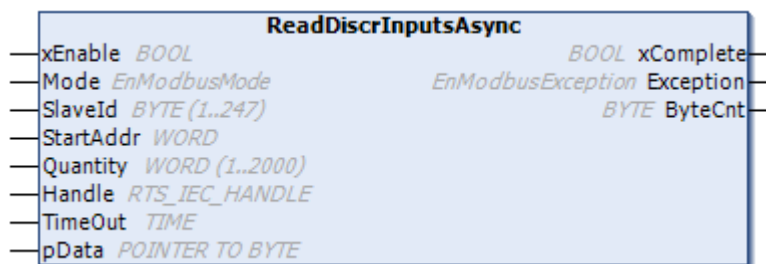 ReadDiscrInputsAsync
xEnable BOOL BOOL xComplete
Mode EnModbusMode EnModbusException Exception
SlaveId BYTE (1..247) BYTE ByteCnt
StartAddr WORD
Quantity WORD (1..2000)
Handle RTS_IEC_HANDLE
TimeOut TIME
pData POINTER TO BYTE